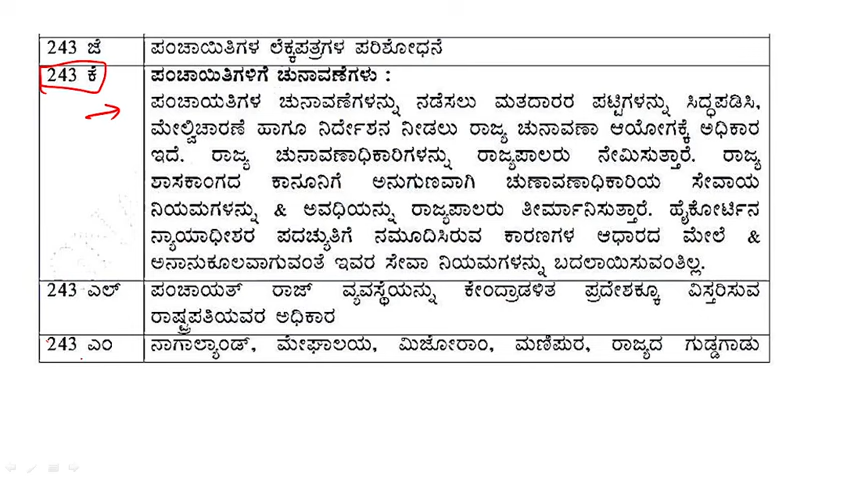 243 ಜೆ ಪಂಚಾಯಿತಿಗಳ ಲೆಕ್ಕಪತ್ರಗಳ ಪರಿಶೋಧನೆ
243 ಕೆ ಪಂಚಾಯಿತಿಗಳಿಗೆ ಚುನಾವಣೆಗಳು :
ಪಂಚಾಯತಿಗಳ ಚುನಾವಣೆಗಳನ್ನು ನಡೆಸಲು ಮತದಾರರ ಪಟ್ಟಿಗಳನ್ನು ಸಿದ್ಧಪಡಿಸಿ,
ಮೇಲ್ವಿಚಾರಣೆ ಹಾಗೂ ನಿರ್ದೇಶನ ನೀಡಲು ರಾಜ್ಯ ಚುನಾವಣಾ ಆಯೋಗಕ್ಕೆ ಅಧಿಕಾರ
ಇದೆ. ರಾಜ್ಯ ಚುನಾವಣಾಧಿಕಾರಿಗಳನ್ನು ರಾಜ್ಯಪಾಲರು ನೇಮಿಸುತ್ತಾರೆ. ರಾಜ್ಯ
ಶಾಸಕಾಂಗದ ಕಾನೂನಿಗೆ ಅನುಗುಣವಾಗಿ ಚುಣಾವಣಾಧಿಕಾರಿಯ ಸೇವಾಯ
ನಿಯಮಗಳನ್ನು & ಅವಧಿಯನ್ನು ರಾಜ್ಯಪಾಲರು ತೀರ್ಮಾನಿಸುತ್ತಾರೆ. ಹೈಕೋರ್ಟಿನ
ನ್ಯಾಯಾಧೀಶರ ಪದಚ್ಯುತಿಗೆ ನಮೂದಿಸಿರುವ ಕಾರಣಗಳ ಆಧಾರದ ಮೇಲೆ &
ಅನಾನುಕೂಲವಾಗುವಂತೆ ಇವರ ಸೇವಾ ನಿಯಮಗಳನ್ನು ಬದಲಾಯಿಸುವಂತಿಲ್ಲ.
243 ಎಲ್ ಪಂಚಾಯತ್ ರಾಜ್ ವ್ಯವಸ್ಥೆಯನ್ನು ಕೇಂದ್ರಾಡಳಿತ ಪ್ರದೇಶಕ್ಕೂ ವಿಸ್ತರಿಸುವ
ರಾಷ್ಟ್ರಪತಿಯವರ ಅಧಿಕಾರ
243 ಎಂ ನಾಗಾಲ್ಯಾಂಡ್, ಮೇಘಾಲಯ, ಮಿಜೋರಾಂ, ಮಣಿಪುರ, ರಾಜ್ಯದ ಗುಡ್ಡಗಾಡು